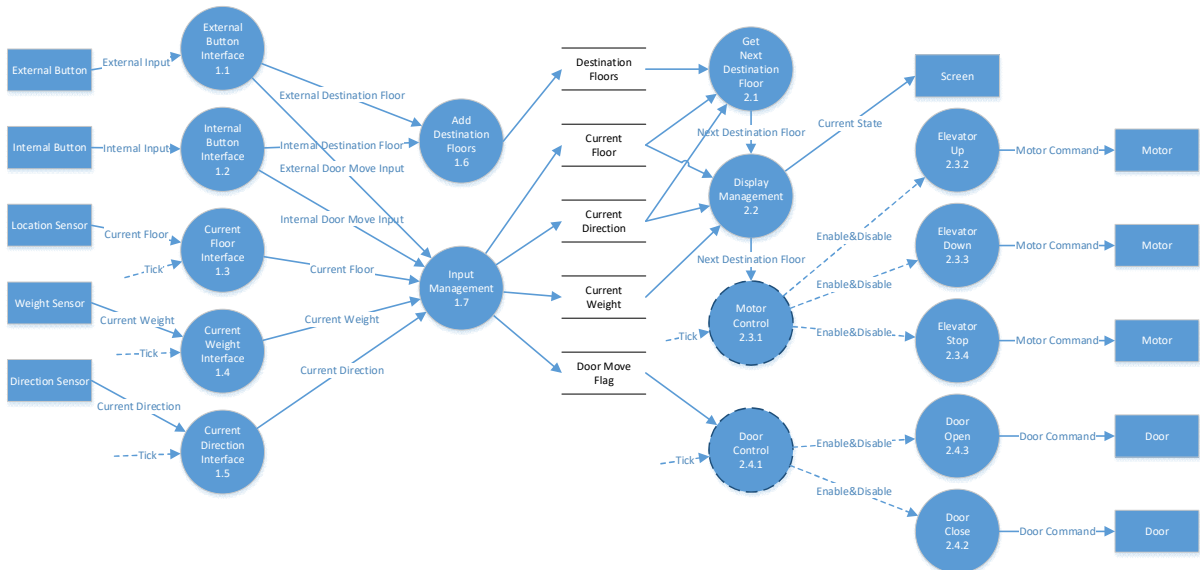 External Button
Internal Button
Location Sensor
Weight Sensor
Direction Sensor
External Input
Internal Input
Current Floor
Tick
Current Weight
Tick
Current Direction
Tick
External
Button
Interface
1.1
Internal
Button
Interface
1.2
Current
Floor
Interface
1.3
Current
Weight
Interface
1.4
Current
Direction
Interface
1.5
External Destination Floor
Internal Destination Floor
External Door Move Input
Internal Door Move Input
Current Floor
Current Weight
Current Direction
Add
Destination
Floors
1.6
Input
Management
1.7
Destination
Floors
Current
Floor
Current
Direction
Current
Weight
Door Move
Flag
Get
Next
Destination
Floor
2.1
Next Destination Floor
Display
Management
2.2
Next Destination Floor
Tick
Motor
Control
2.3.1
Tick
Door
Control
2.4.1
Current State
Enable&Disable
Enable&Disable
Enable&Disable
Enable&Disable
Enable&Disable
Screen
Elevator
Up
2.3.2
Elevator
Down
2.3.3
Elevator
Stop
2.3.4
Door
Open
2.4.3
Door
Close
2.4.2
Motor Command
Motor Command
Motor Command
Door Command
Door Command
Motor
Motor
Motor
Door
Door